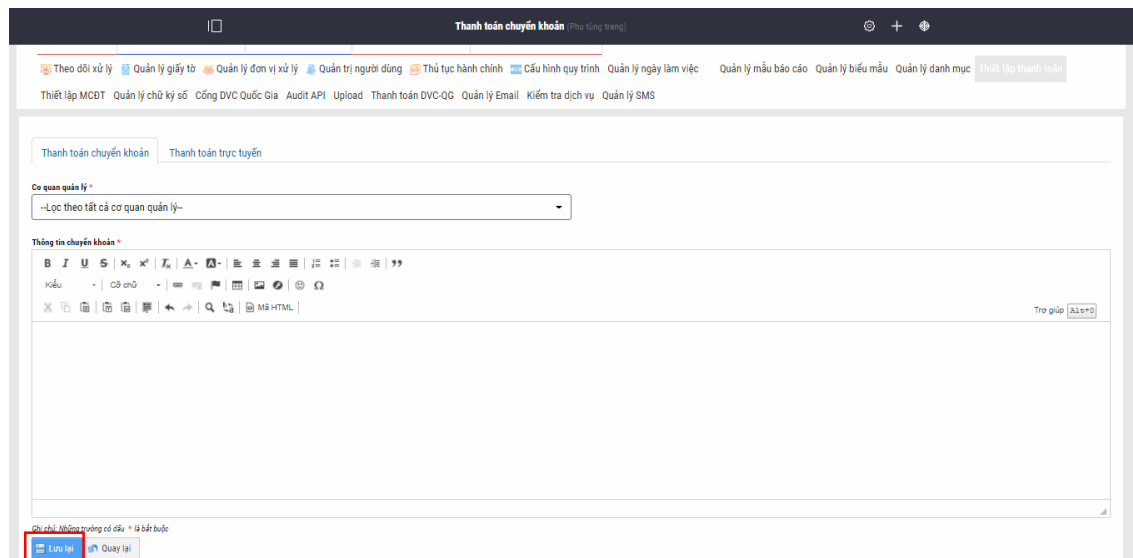 Thanh toán chuyển khoản (Phụ tùng trang)
Theo dõi xử lý Quản lý giấy tờ Quản lý đơn vị xử lý Quản trị người dùng Thủ tục hành chính Cấu hình quy trình Quản lý ngày làm việc Quản lý mẫu báo cáo Quản lý biểu mẫu Quản lý danh mục Thiết lập thanh toán
Thiết lập MCĐT Quản lý chữ ký số Cổng DVC Quốc Gia Audit API Upload Thanh toán DVC-QG Quản lý Email Kiểm tra dịch vụ Quản lý SMS
Thanh toán chuyển khoản Thanh toán trực tuyến
Cơ quan quản lý *
--Lọc theo tất cả cơ quan quản lý--
Thông tin chuyển khoản *
B I U S x₂ x² Iₓ A A
Kiểu Cỡ chữ Ω
Mã HTML
Trợ giúp Alt+0
Ghi chú: Những trường có dấu * là bắt buộc
Lưu lại Quay lại